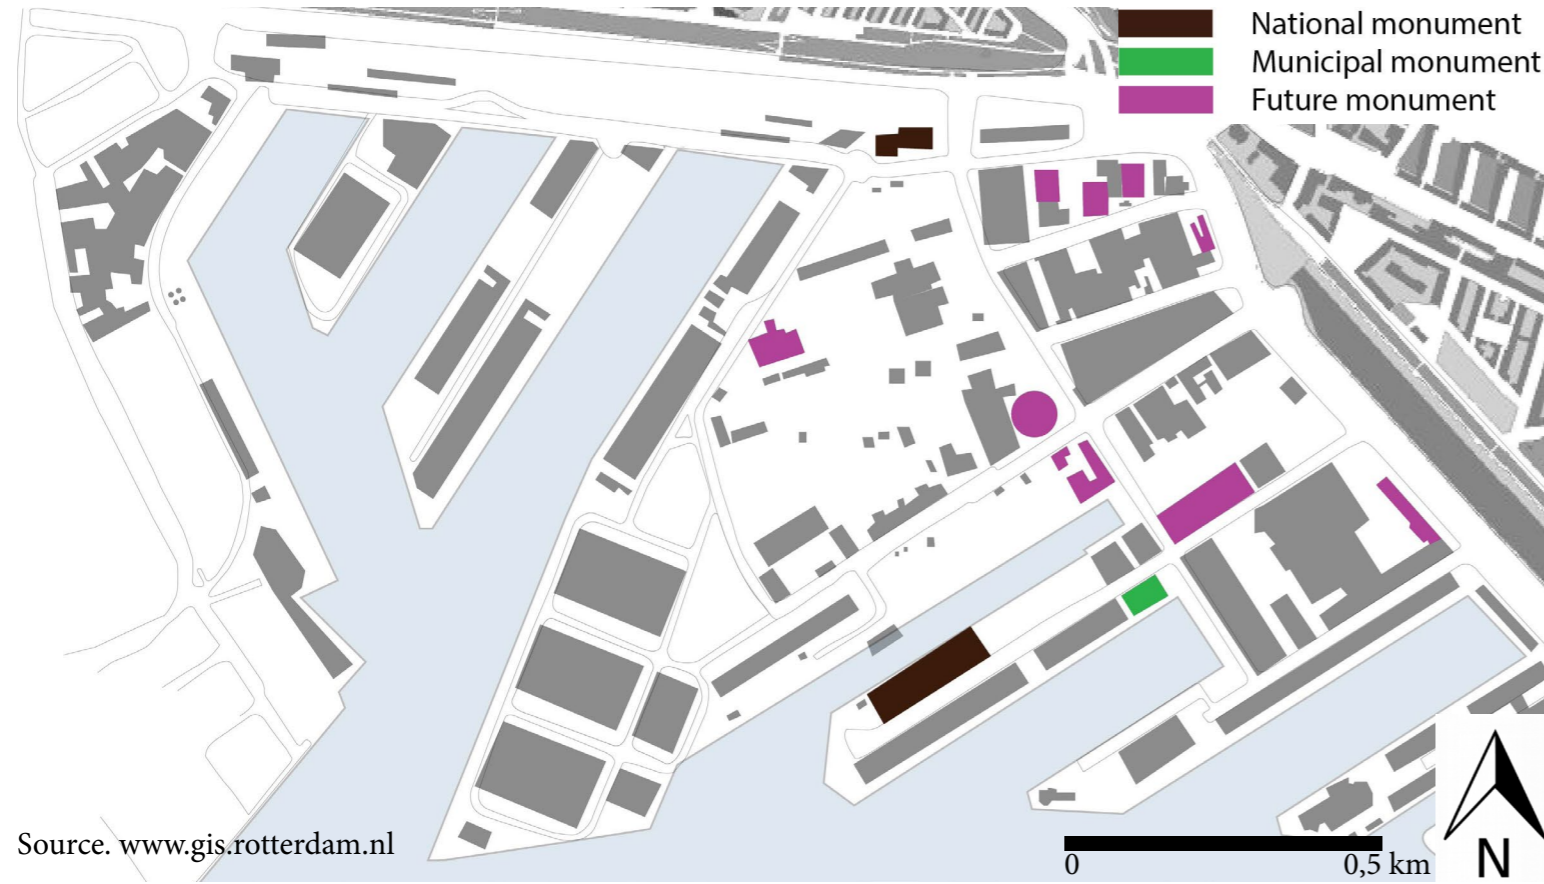 National monument
Municipal monument
Future monument
Source. www.gis.rotterdam.nl
0 0,5 km
N